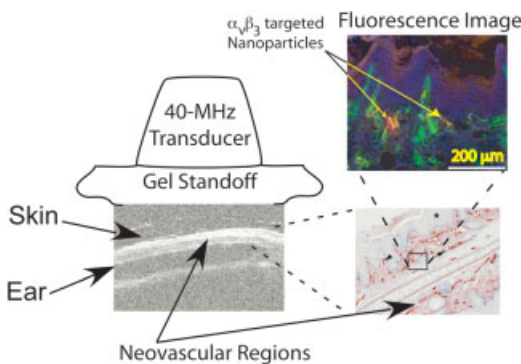 Fluorescence Image
αvβ3 targeted
Nanoparticles
200 µm
40-MHz
Transducer
Gel Standoff
Skin
Ear
Neovascular Regions